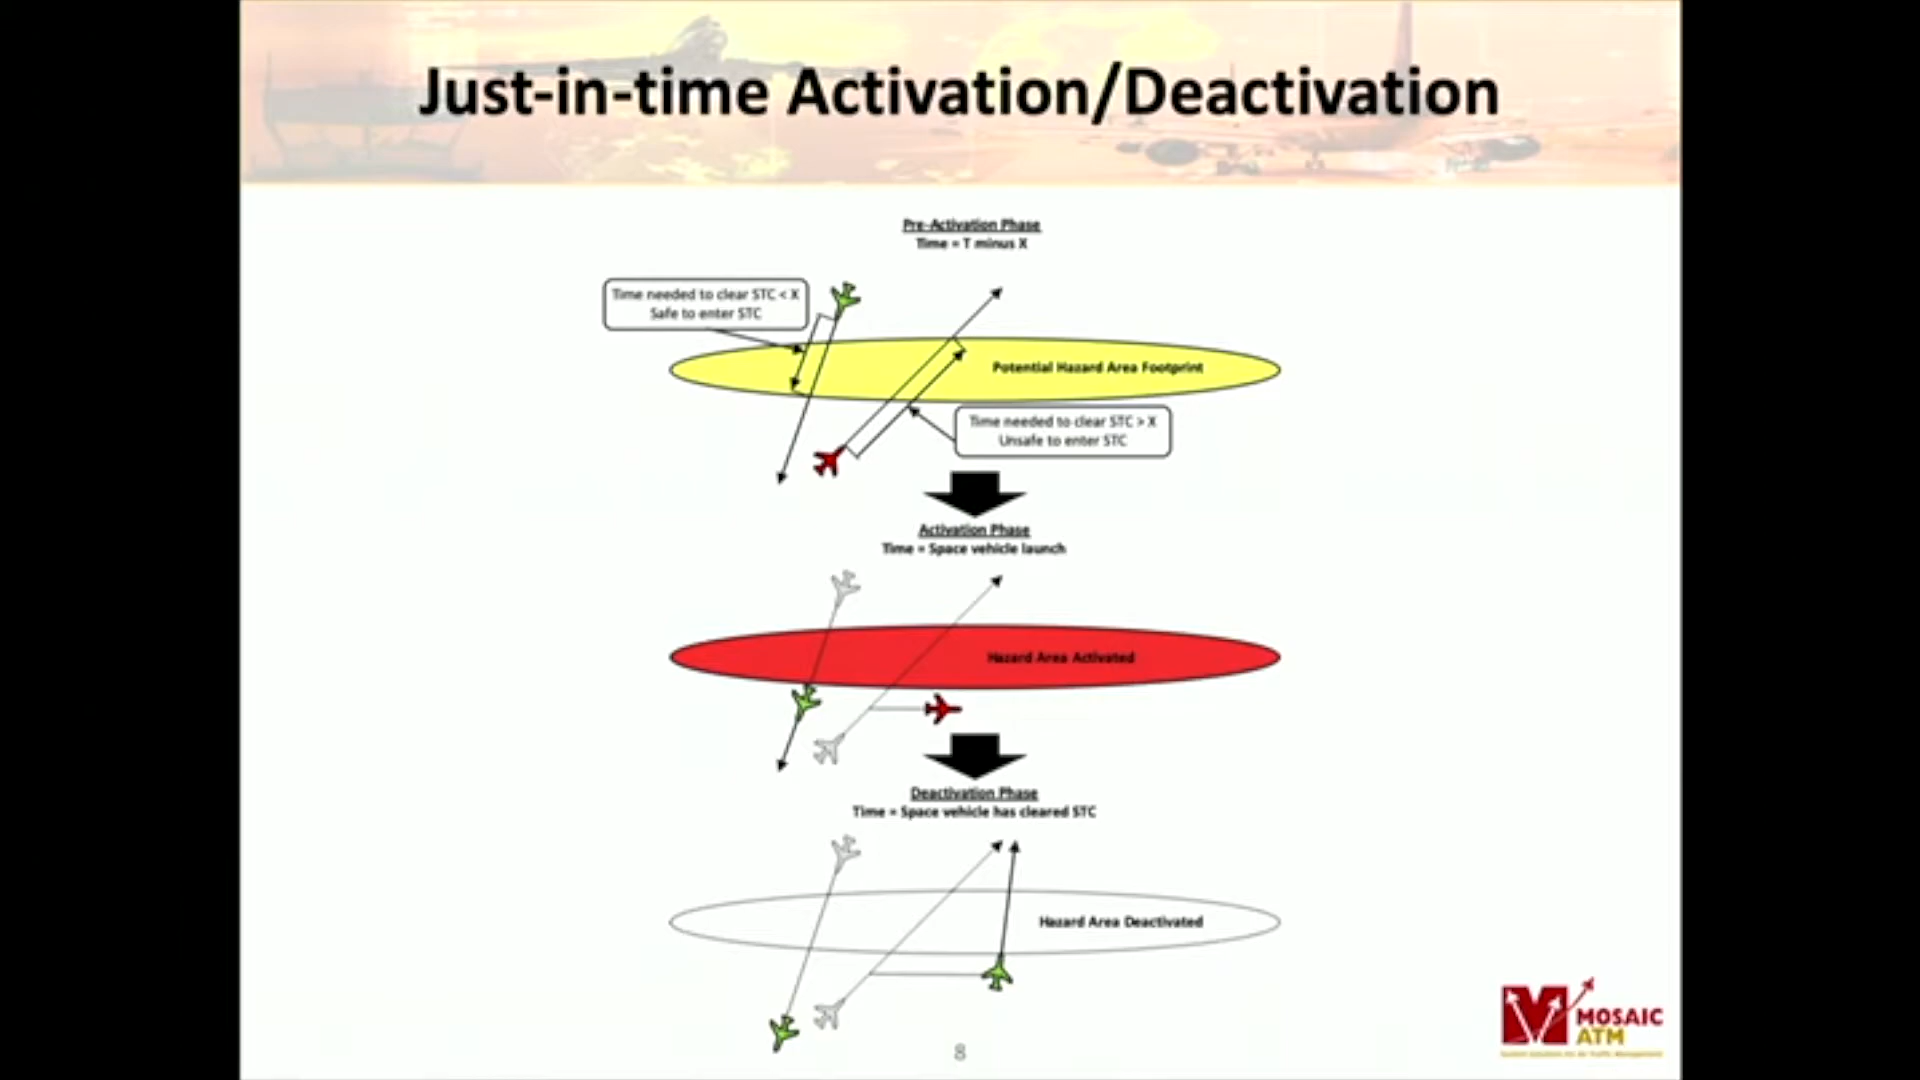 Just-in-time Activation/Deactivation
Pre-Activation Phase
Time = T minus X
Time needed to clear STC < X
Safe to enter STC
Potential Hazard Area Footprint
Time needed to clear STC > X
Unsafe to enter STC
Activation Phase
Time = Space vehicle launch
Hazard Area Activated
Deactivation Phase
Time = Space vehicle has cleared STC
Hazard Area Deactivated
MOSAIC
ATM
8